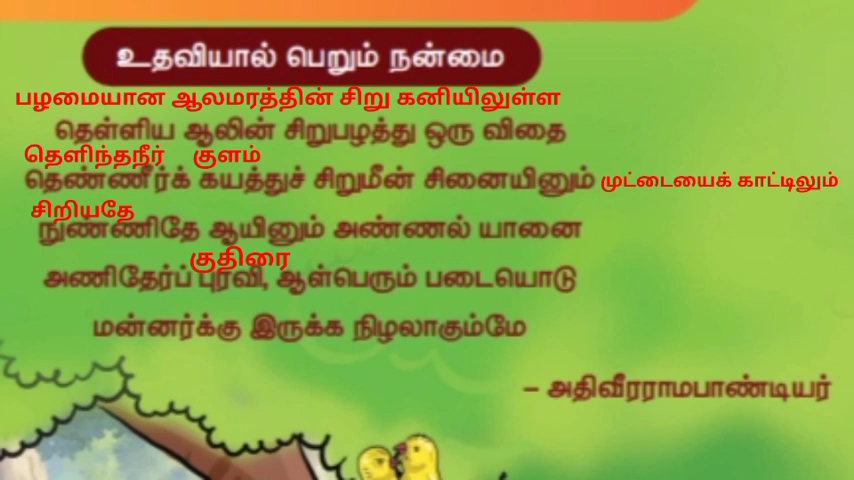 உதவியால் பெறும் நன்மை
பழமையான ஆலமரத்தின் சிறு கனியிலுள்ள
தெள்ளிய ஆலின் சிறுபழத்து ஒரு விதை
தெளிந்தநீர் குளம்
தெண்ணீர்க் கயத்துச் சிறுமீன் சினையினும் முட்டையைக் காட்டிலும்
சிறியதே
நுண்ணிதே ஆயினும் அண்ணல் யானை
குதிரை
அணிதேர்ப் புரவி, ஆள்பெரும் படையொடு
மன்னர்க்கு இருக்க நிழலாகும்மே
– அதிவீரராமபாண்டியர்